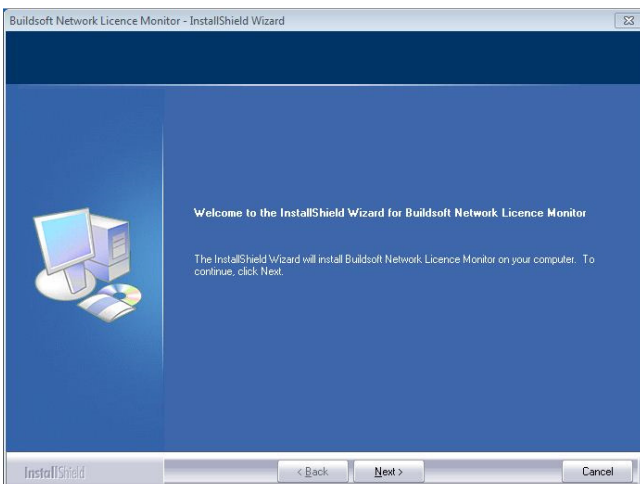 Buildsoft Network Licence Monitor - InstallShield Wizard
Welcome to the InstallShield Wizard for Buildsoft Network Licence Monitor
The InstallShield Wizard will install Buildsoft Network Licence Monitor on your computer. To
continue, click Next.
InstallShield
< Back
Next >
Cancel